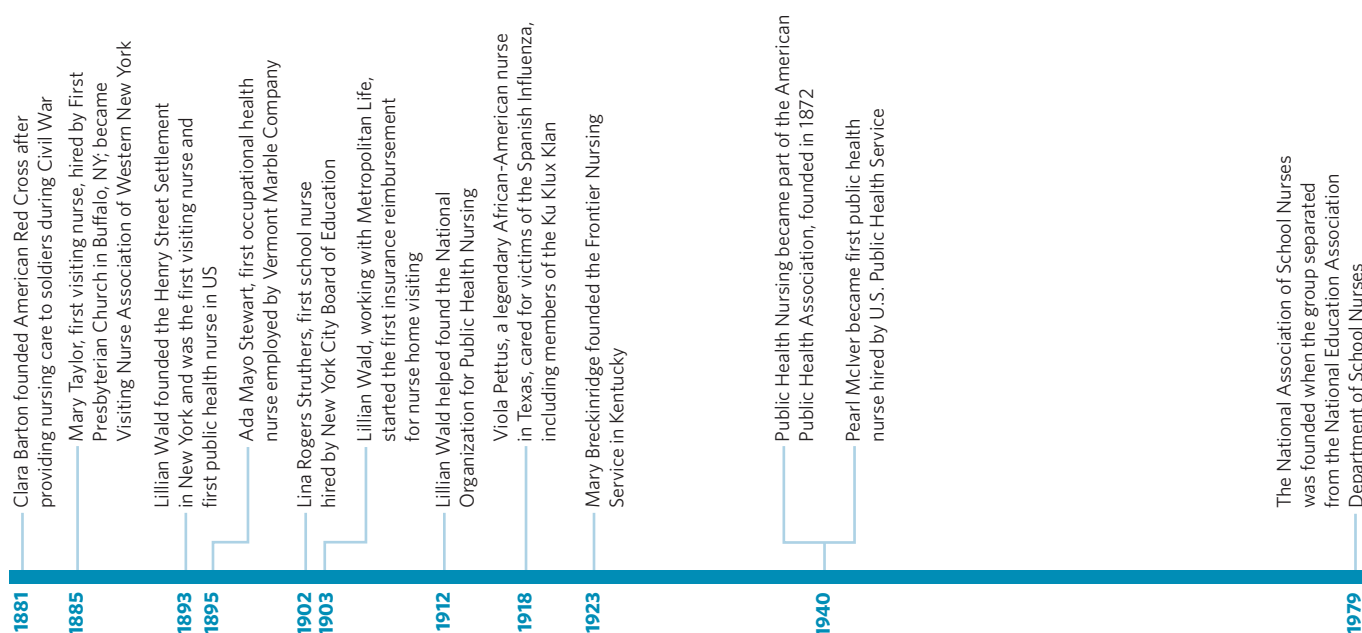 1881
Clara Barton founded American Red Cross after
providing nursing care to soldiers during Civil War
1885
Mary Taylor, first visiting nurse, hired by First
Presbyterian Church in Buffalo, NY; became
Visiting Nurse Association of Western New York
1893
Lillian Wald founded the Henry Street Settlement
in New York and was the first visiting nurse and
first public health nurse in US
1895
Ada Mayo Stewart, first occupational health
nurse employed by Vermont Marble Company
1902
Lina Rogers Struthers, first school nurse
hired by New York City Board of Education
1903
Lillian Wald, working with Metropolitan Life,
started the first insurance reimbursement
for nurse home visiting
1912
Lillian Wald helped found the National
Organization for Public Health Nursing
1918
Viola Pettus, a legendary African-American nurse
in Texas, cared for victims of the Spanish Influenza,
including members of the Ku Klux Klan
1923
Mary Breckinridge founded the Frontier Nursing
Service in Kentucky
1940
Public Health Nursing became part of the American
Public Health Association, founded in 1872
Pearl McIver became first public health
nurse hired by U.S. Public Health Service
1979
The National Association of School Nurses
was founded when the group separated
from the National Education Association
Department of School Nurses